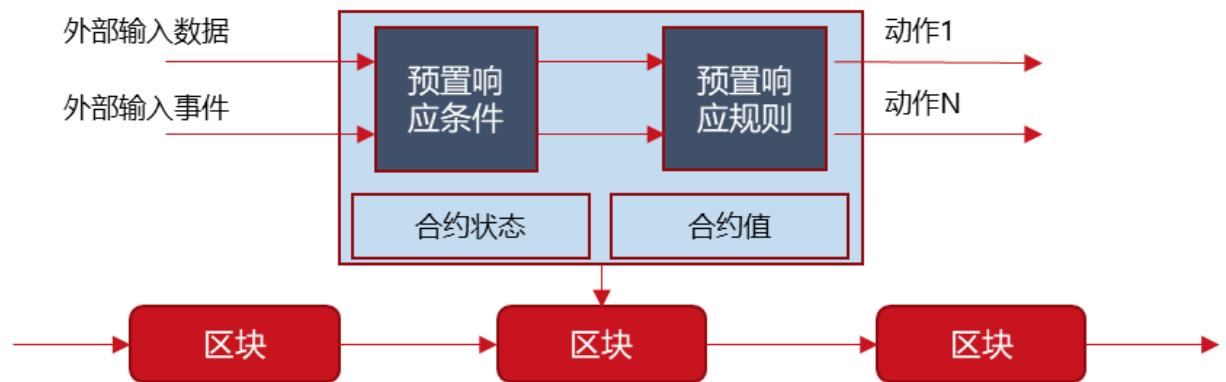 外部输入数据
外部输入事件
预置响
应条件
预置响
应规则
动作1
动作N
合约状态
合约值
区块
区块
区块